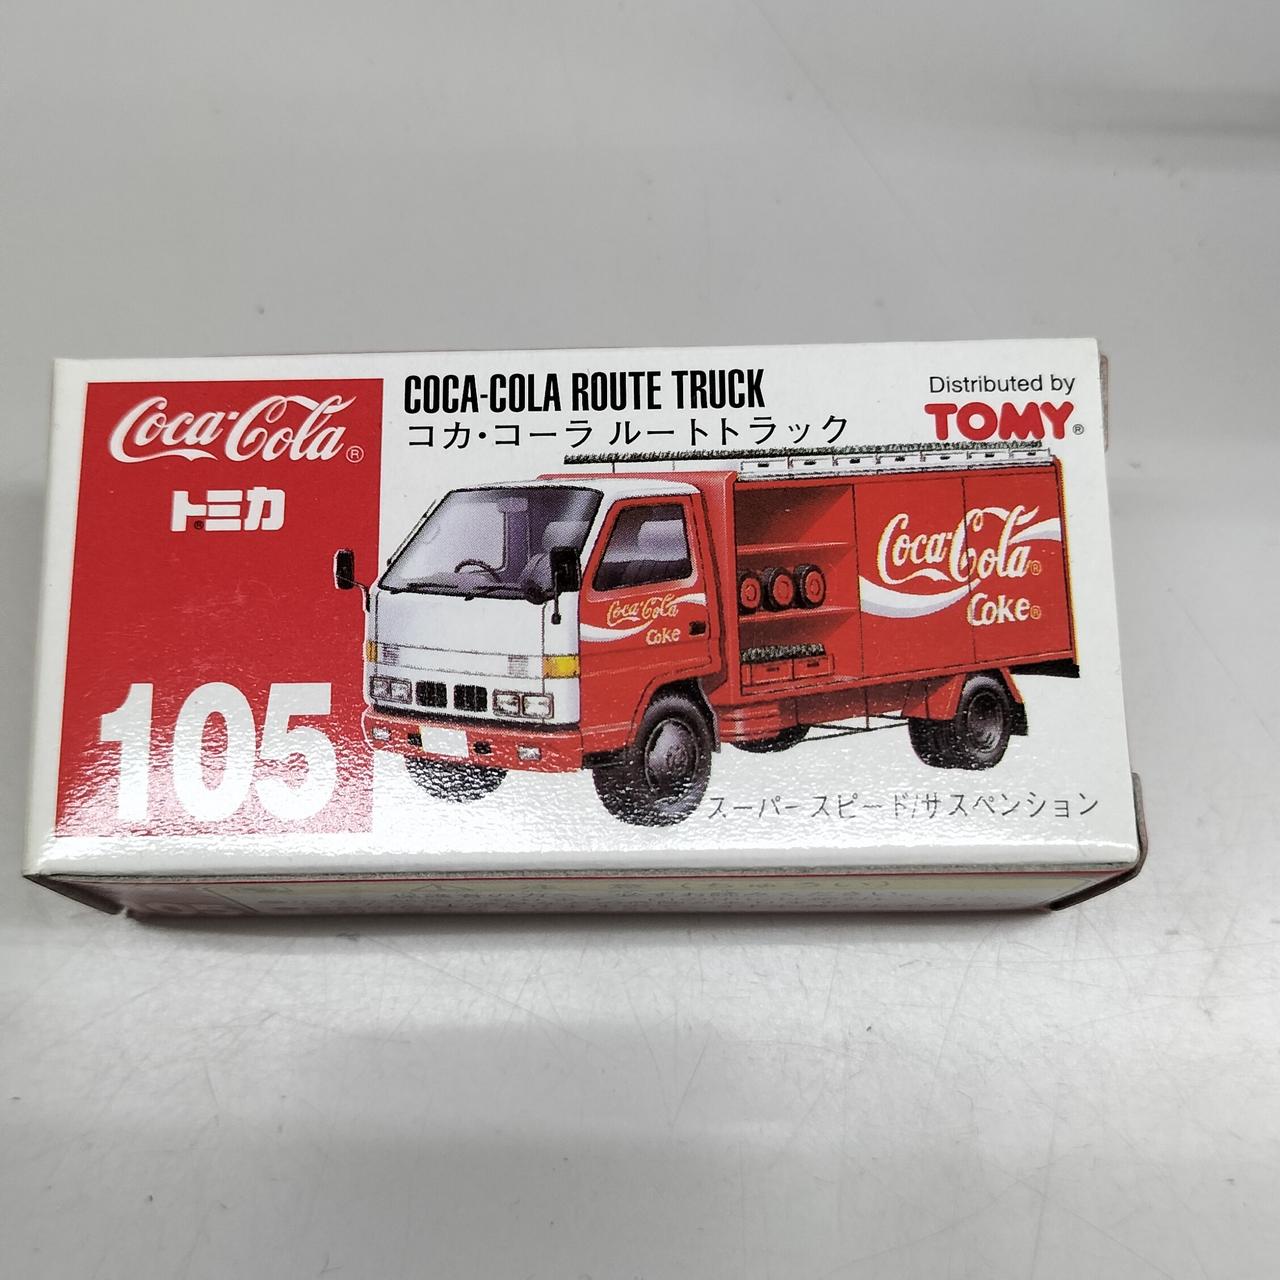 Coca-Cola®
トミカ®
105
COCA-COLA ROUTE TRUCK
コカ・コーラ ルートトラック
Distributed by
TOMY®
Coca-Cola
Coke
Coca-Cola®
Coke®
スーパースピード/サスペンション